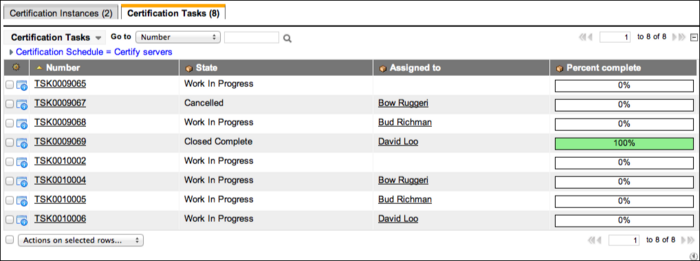 Certification Instances (2) Certification Tasks (8)
Certification Tasks Go to Number 1 to 8 of 8
Certification Schedule = Certify servers
Number State Assigned to Percent complete
TSK0009065 Work In Progress 0%
TSK0009067 Cancelled Bow Ruggeri 0%
TSK0009068 Work In Progress Bud Richman 0%
TSK0009069 Closed Complete David Loo 100%
TSK0010002 Work In Progress 0%
TSK0010004 Work In Progress Bow Ruggeri 0%
TSK0010005 Work In Progress Bud Richman 0%
TSK0010006 Work In Progress David Loo 0%
Actions on selected rows... 1 to 8 of 8